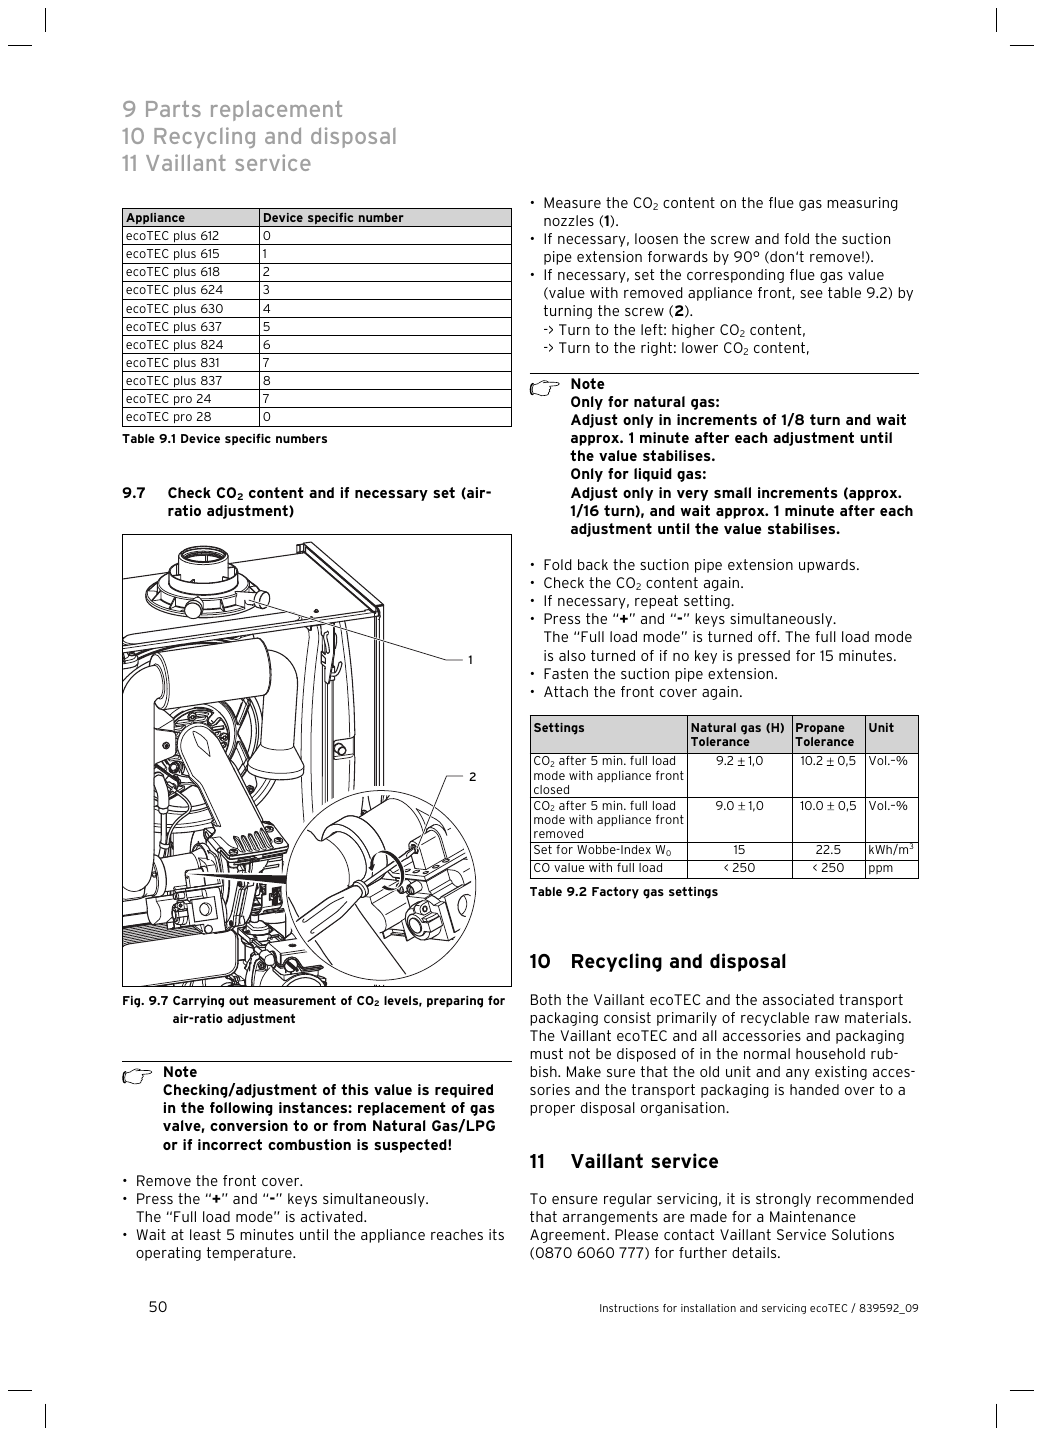 9 Parts replacement
10 Recycling and disposal
11 Vaillant service
Appliance Device specific number
ecoTEC plus 612 0
ecoTEC plus 615 1
ecoTEC plus 618 2
ecoTEC plus 624 3
ecoTEC plus 630 4
ecoTEC plus 637 5
ecoTEC plus 824 6
ecoTEC plus 831 7
ecoTEC plus 837 8
ecoTEC pro 24 7
ecoTEC pro 28 0
Table 9.1 Device specific numbers
9.7 Check CO₂ content and if necessary set (air-
ratio adjustment)
1
2
Fig. 9.7 Carrying out measurement of CO₂ levels, preparing for
air-ratio adjustment
Note
Checking/adjustment of this value is required
in the following instances: replacement of gas
valve, conversion to or from Natural Gas/LPG
or if incorrect combustion is suspected!
• Remove the front cover.
• Press the “+” and “-” keys simultaneously.
The “Full load mode” is activated.
• Wait at least 5 minutes until the appliance reaches its
operating temperature.
• Measure the CO₂ content on the flue gas measuring
nozzles (1).
• If necessary, loosen the screw and fold the suction
pipe extension forwards by 90° (don‘t remove!).
• If necessary, set the corresponding flue gas value
(value with removed appliance front, see table 9.2) by
turning the screw (2).
-> Turn to the left: higher CO₂ content,
-> Turn to the right: lower CO₂ content,
Note
Only for natural gas:
Adjust only in increments of 1/8 turn and wait
approx. 1 minute after each adjustment until
the value stabilises.
Only for liquid gas:
Adjust only in very small increments (approx.
1/16 turn), and wait approx. 1 minute after each
adjustment until the value stabilises.
• Fold back the suction pipe extension upwards.
• Check the CO₂ content again.
• If necessary, repeat setting.
• Press the “+” and “-” keys simultaneously.
The “Full load mode” is turned off. The full load mode
is also turned of if no key is pressed for 15 minutes.
• Fasten the suction pipe extension.
• Attach the front cover again.
Settings Natural gas (H) Propane Unit
Tolerance Tolerance
CO₂ after 5 min. full load 9.2 ± 1,0 10.2 ± 0,5 Vol.-%
mode with appliance front
closed
CO₂ after 5 min. full load 9.0 ± 1,0 10.0 ± 0,5 Vol.-%
mode with appliance front
removed
Set for Wobbe-Index W₀ 15 22.5 kWh/m³
CO value with full load < 250 < 250 ppm
Table 9.2 Factory gas settings
10 Recycling and disposal
Both the Vaillant ecoTEC and the associated transport
packaging consist primarily of recyclable raw materials.
The Vaillant ecoTEC and all accessories and packaging
must not be disposed of in the normal household rub-
bish. Make sure that the old unit and any existing acces-
sories and the transport packaging is handed over to a
proper disposal organisation.
11 Vaillant service
To ensure regular servicing, it is strongly recommended
that arrangements are made for a Maintenance
Agreement. Please contact Vaillant Service Solutions
(0870 6060 777) for further details.
50
Instructions for installation and servicing ecoTEC / 839592_09